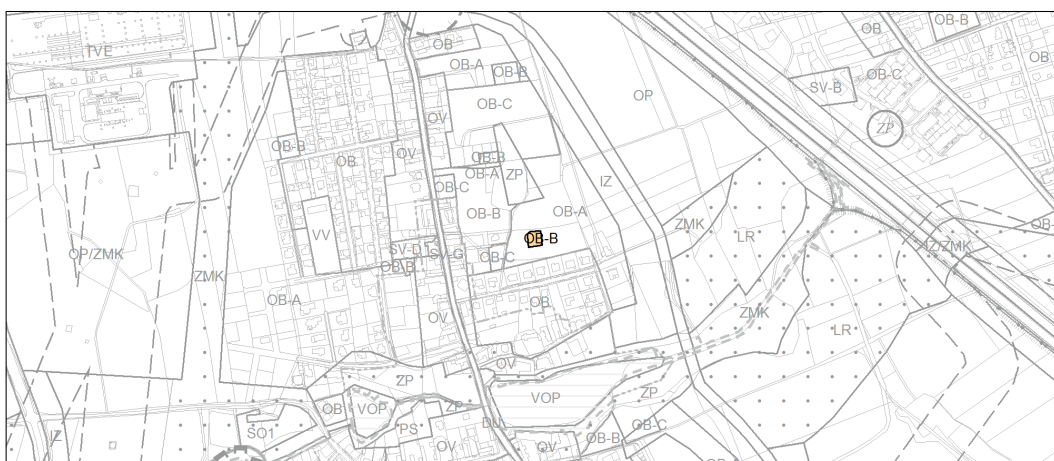 TVE
OB
OB-A
OB-B
OB-C
OV
OP
OB
OB-B
OB-C
SV-B
OB
ZP
OB-B
OB
OV
OB-B
OB-A
ZP
IZ
OB-C
OB-B
OB-A
VV
OP/ZMK
ZMK
SV-D
SV-G
OB-B
OB-C
OB-B
ZMK
LR
IZ/ZMK
OB-
OB-A
OV
OB
ZMK
LR
OV
ZP
VOP
OB
VOP
ZP
PS
OV
DU
OV
ZP
OB-C
OB-B
SO1
IZ